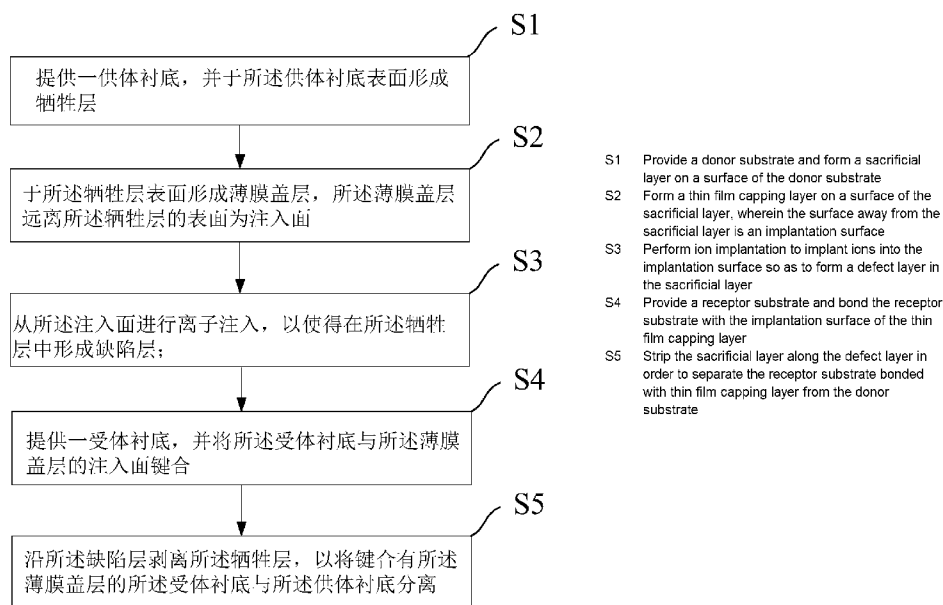 S1
提供一供体衬底，并于所述供体衬底表面形成
牺牲层
S2
于所述牺牲层表面形成薄膜盖层，所述薄膜盖层
远离所述牺牲层的表面为注入面
S3
从所述注入面进行离子注入，以使得在所述牺牲
层中形成缺陷层；
S4
提供一受体衬底，并将所述受体衬底与所述薄膜
盖层的注入面键合
S5
沿所述缺陷层剥离所述牺牲层，以将键合有所述
薄膜盖层的所述受体衬底与所述供体衬底分离
S1 Provide a donor substrate and form a sacrificial
layer on a surface of the donor substrate
S2 Form a thin film capping layer on a surface of the
sacrificial layer, wherein the surface away from the
sacrificial layer is an implantation surface
S3 Perform ion implantation to implant ions into the
implantation surface so as to form a defect layer in
the sacrificial layer
S4 Provide a receptor substrate and bond the receptor
substrate with the implantation surface of the thin
film capping layer
S5 Strip the sacrificial layer along the defect layer in
order to separate the receptor substrate bonded
with thin film capping layer from the donor
substrate